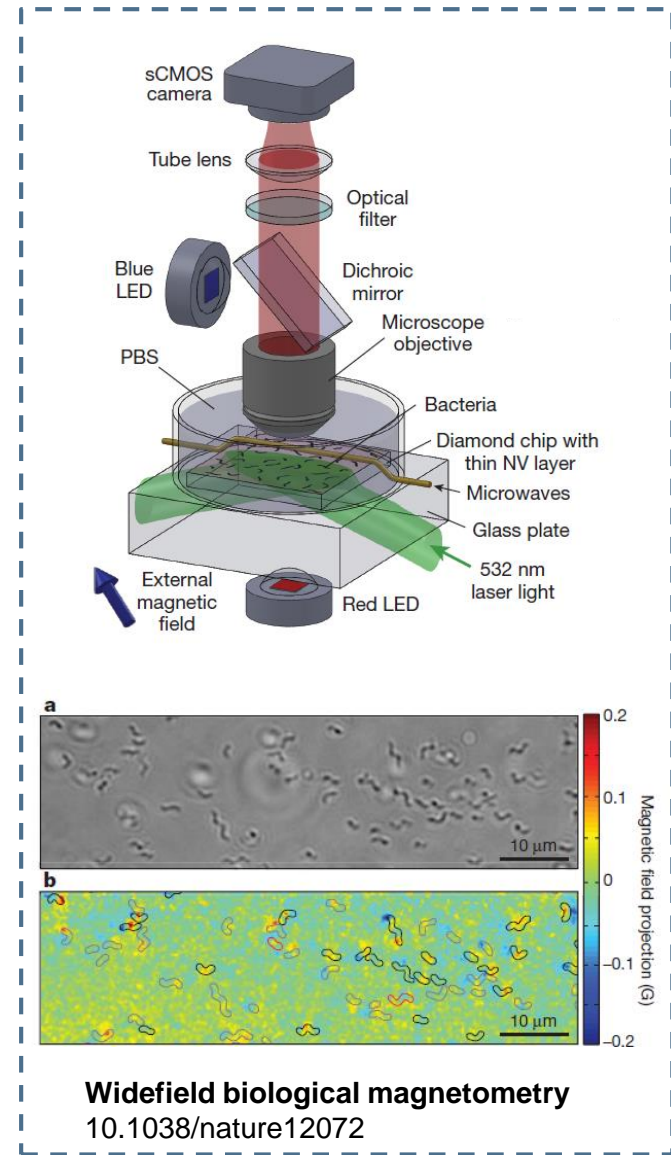 sCMOS
camera
Tube lens
Optical
filter
Blue
LED
Dichroic
mirror
Microscope
objective
PBS
Bacteria
Diamond chip with
thin NV layer
Microwaves
Glass plate
532 nm
laser light
External
magnetic
field
Red LED
a
10 μm
b
10 μm
0.2
0.1
0
−0.1
−0.2
Magnetic field projection (G)
Widefield biological magnetometry
10.1038/nature12072